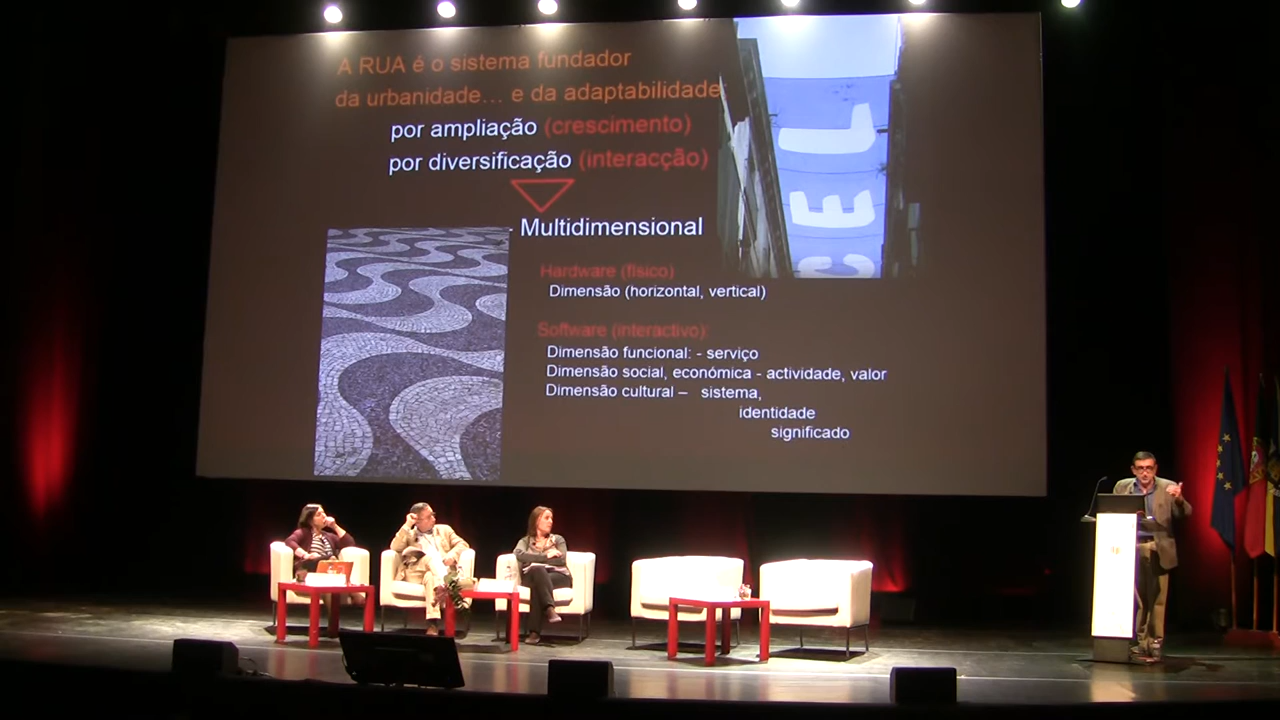 A RUA é o sistema fundador
da urbanidade... e da adaptabilidade
por ampliação (crescimento)
por diversificação (interacção)
- Multidimensional
Hardware (físico)
Dimensão (horizontal, vertical)
Software (interactivo):
Dimensão funcional: - serviço
Dimensão social, económica - actividade, valor
Dimensão cultural – sistema,
identidade
significado
L
E
C